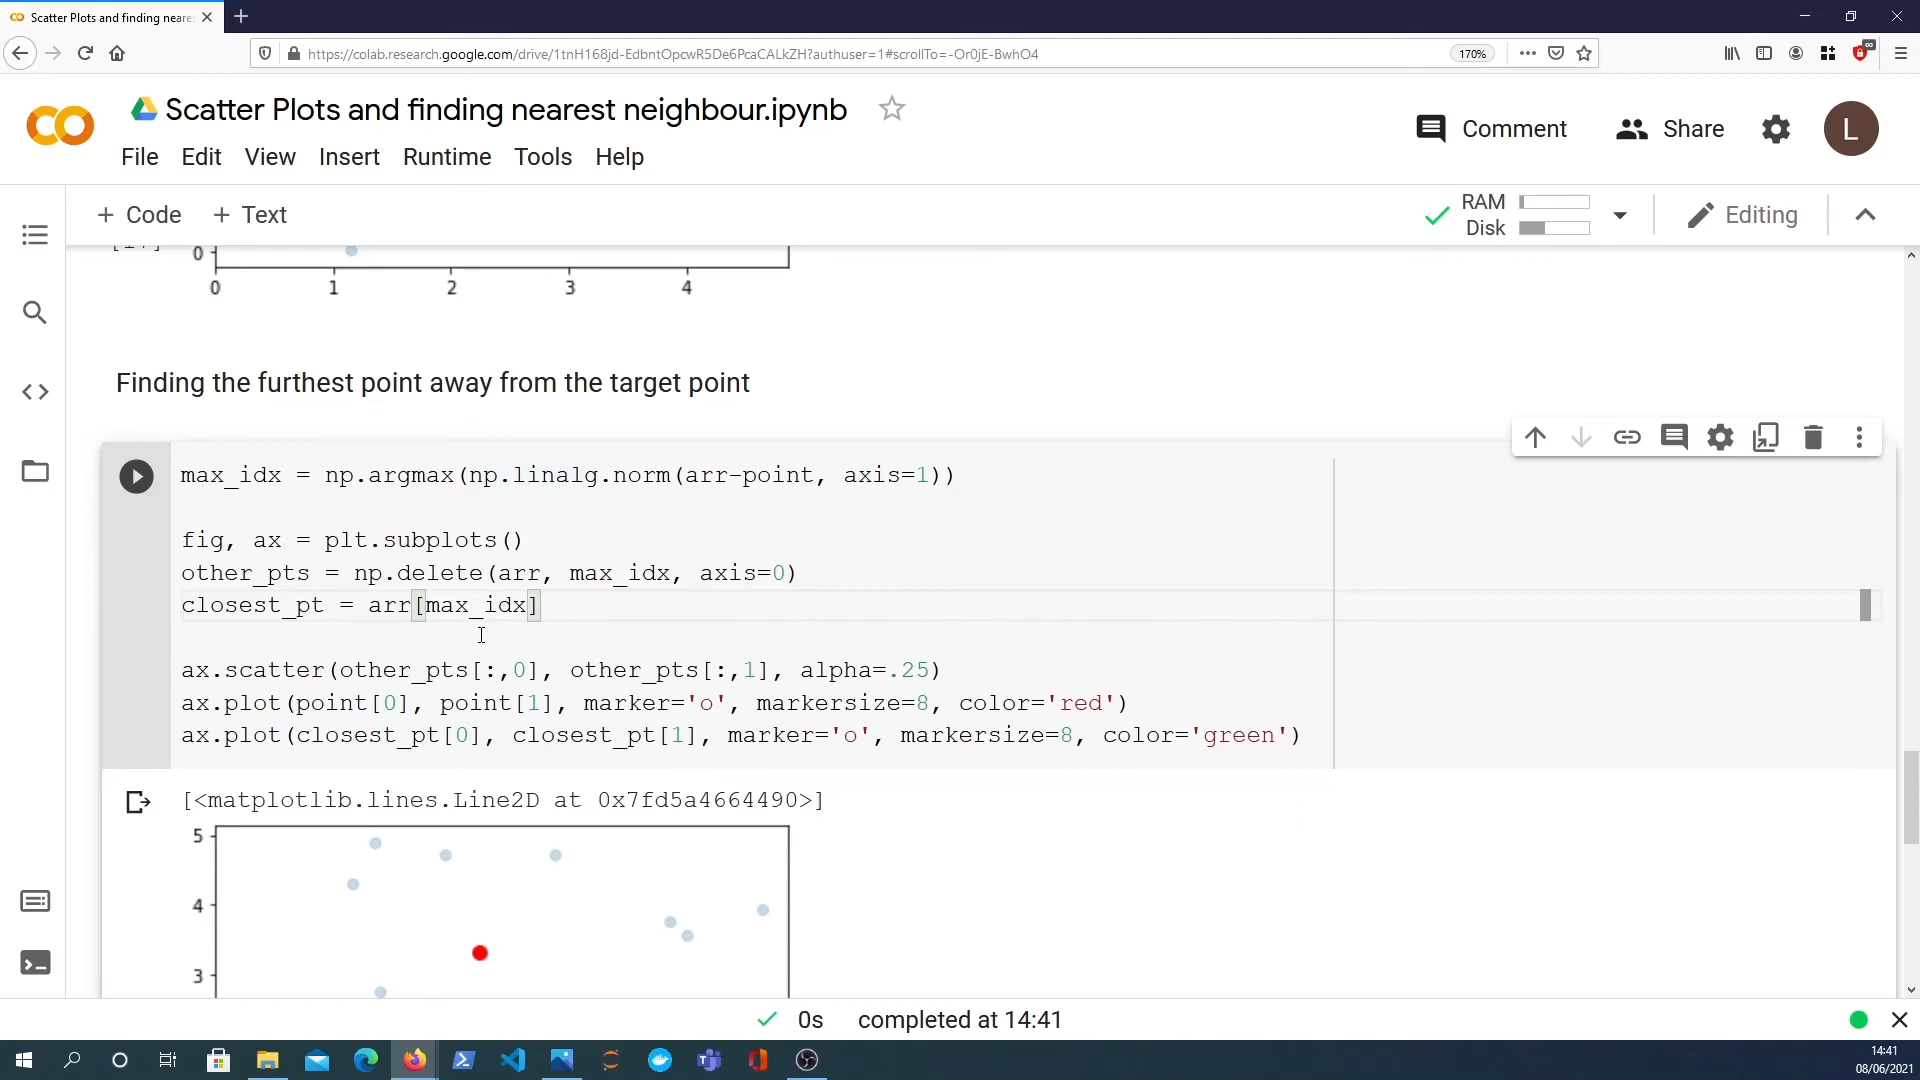 Scatter Plots and finding neare
https://colab.research.google.com/drive/1tnH168jd-EdbntOpcwR5De6PcaCALkZH?authuser=1#scrollTo=-Or0jE-BwhO4
170%
Scatter Plots and finding nearest neighbour.ipynb
Comment
Share
L
File Edit View Insert Runtime Tools Help
+ Code + Text
RAM
Disk
Editing
0
0 1 2 3 4
Finding the furthest point away from the target point
max_idx = np.argmax(np.linalg.norm(arr-point, axis=1))
fig, ax = plt.subplots()
other_pts = np.delete(arr, max_idx, axis=0)
closest_pt = arr[max_idx]
ax.scatter(other_pts[:,0], other_pts[:,1], alpha=.25)
ax.plot(point[0], point[1], marker='o', markersize=8, color='red')
ax.plot(closest_pt[0], closest_pt[1], marker='o', markersize=8, color='green')
[<matplotlib.lines.Line2D at 0x7fd5a4664490>]
5
4
3
0s completed at 14:41
14:41
08/06/2021